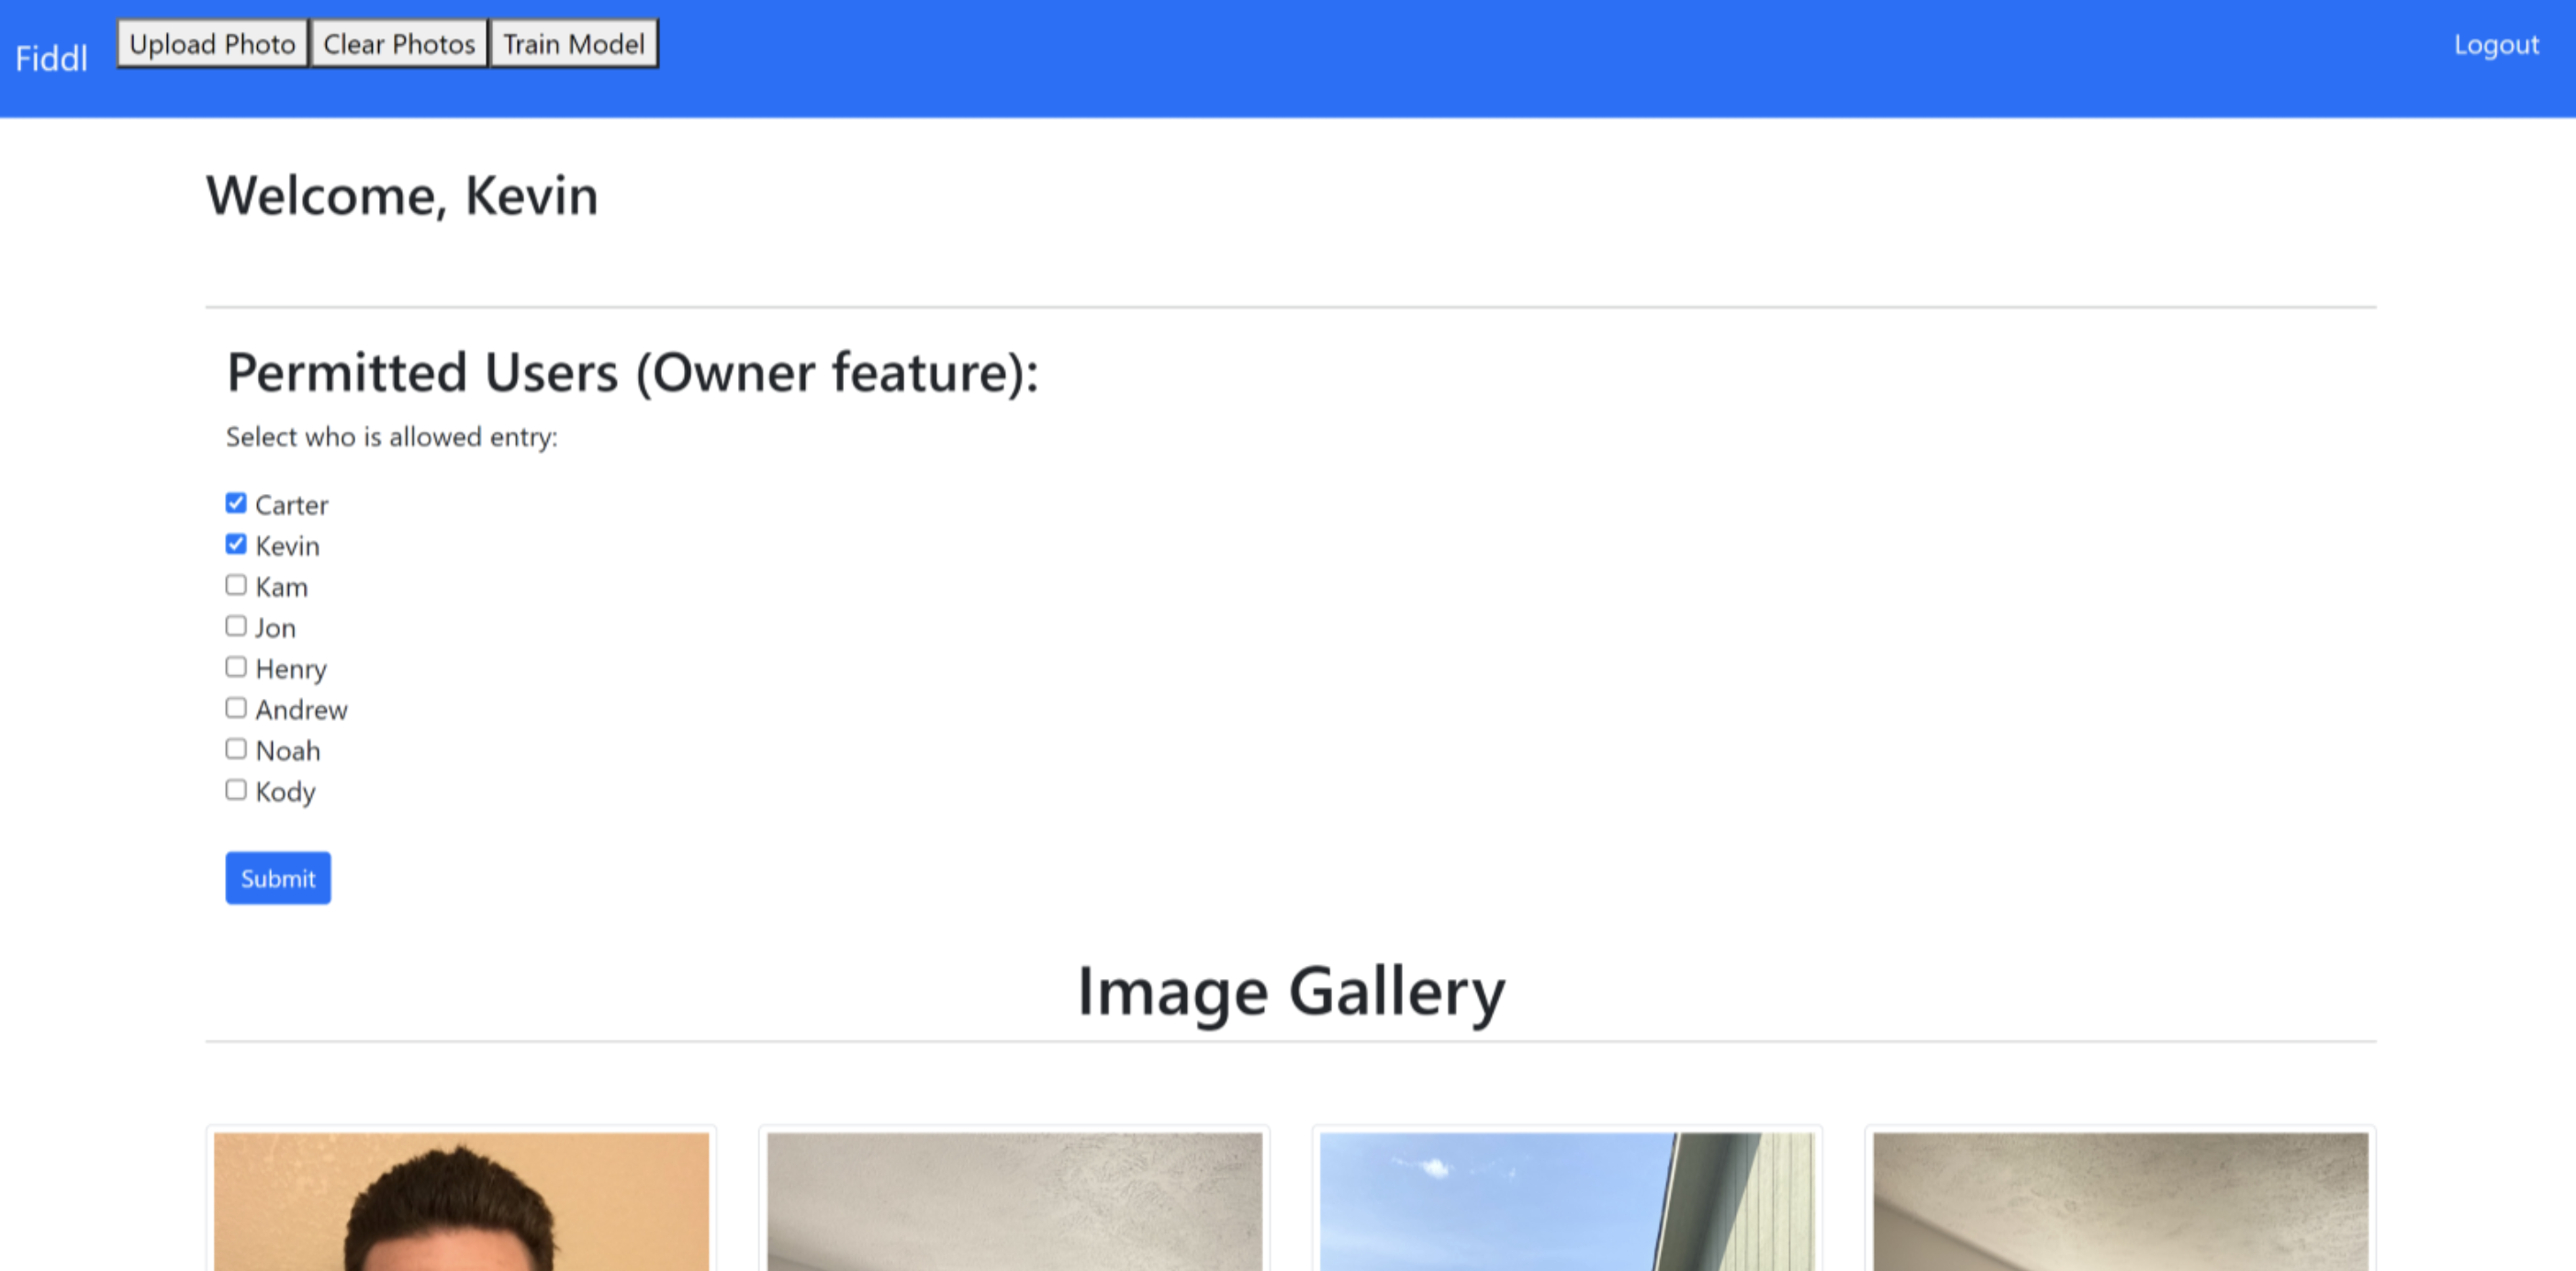 Fiddl
Upload Photo Clear Photos Train Model
Logout
Welcome, Kevin
Permitted Users (Owner feature):
Select who is allowed entry:
Carter
Kevin
Kam
Jon
Henry
Andrew
Noah
Kody
Submit
Image Gallery